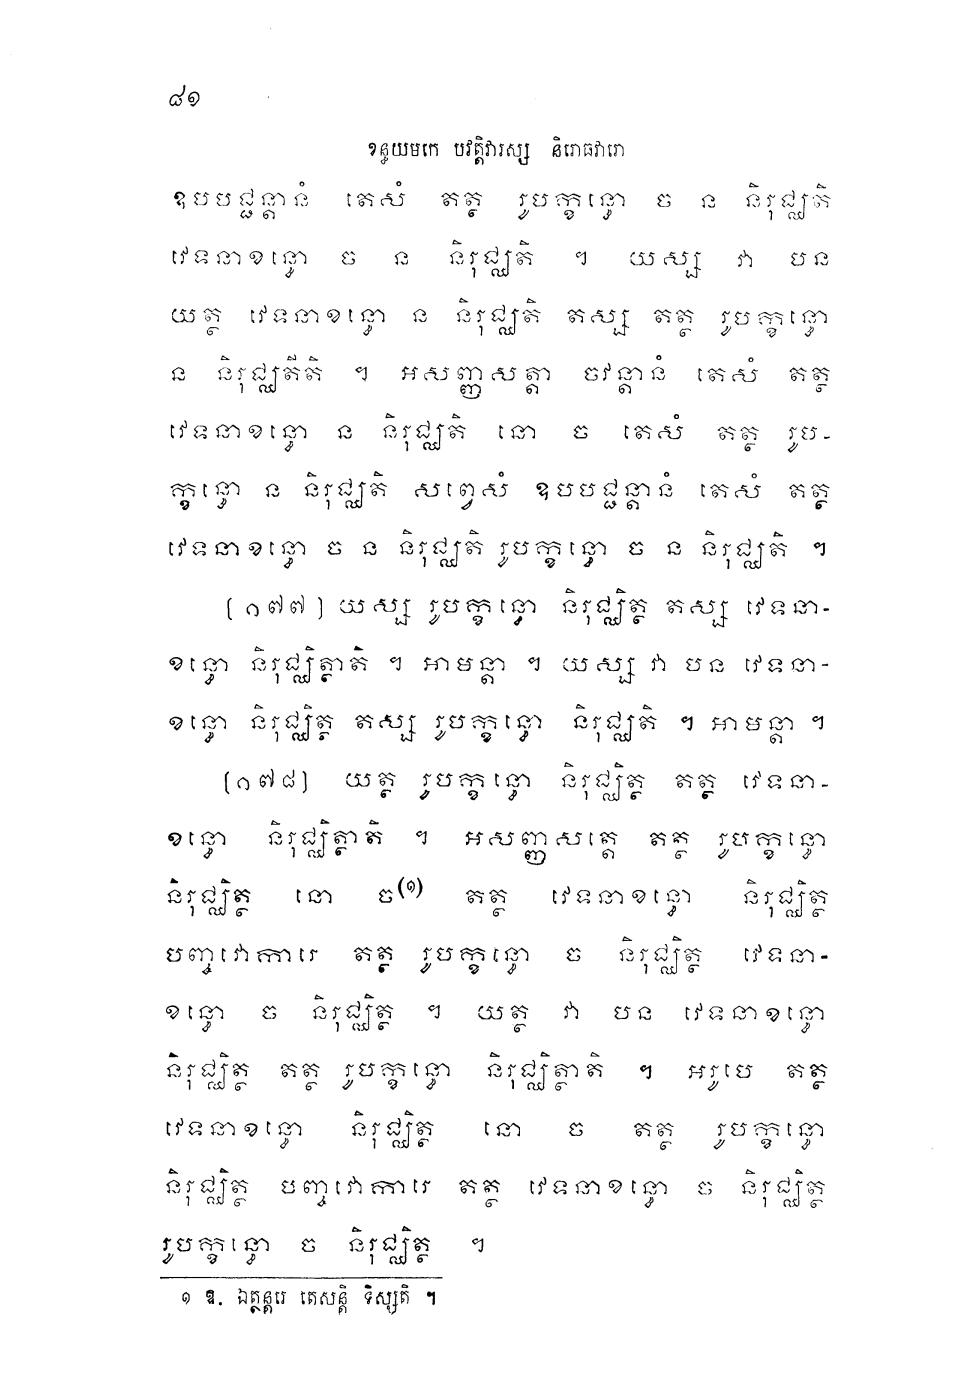 ៨១
ខន្ធយមកេ បវត្តិវារស្ស និរោធវារោ
ឧបបជ្ជន្តានំ តេសំ តត្ថ រូបក្ខន្ធោ ច ន និរុជ្ឈតិ
វេទនាខន្ធោ ច ន និរុជ្ឈតិ ។ យស្ស វា បន
យត្ថ វេទនាខន្ធោ ន និរុជ្ឈតិ តស្ស តត្ថ រូបក្ខន្ធោ
ន និរុជ្ឈតីតិ ។ អសញ្ញសត្តា ចវន្តានំ តេសំ តត្ថ
វេទនាខន្ធោ ន និរុជ្ឈតិ នោ ច តេសំ តត្ថ រូប-
ក្ខន្ធោ ន និរុជ្ឈតិ សព្វេសំ ឧបបជ្ជន្តានំ តេសំ តត្ថ
វេទនាខន្ធោ ច ន និរុជ្ឈតិ រូបក្ខន្ធោ ច ន និរុជ្ឈតិ ។
(១៧៧) យស្ស រូបក្ខន្ធោ និរុជ្ឈិត្ថ តស្ស វេទនា-
ខន្ធោ និរុជ្ឈិត្ថាតិ ។ អាមន្តា ។ យស្ស វា បន វេទនា-
ខន្ធោ និរុជ្ឈិត្ថ តស្ស រូបក្ខន្ធោ និរុជ្ឈតិ ។ អាមន្តា ។
(១៧៨) យត្ថ រូបក្ខន្ធោ និរុជ្ឈិត្ថ តត្ថ វេទនា-
ខន្ធោ និរុជ្ឈិត្ថាតិ ។ អសញ្ញសត្តេ តត្ថ រូបក្ខន្ធោ
និរុជ្ឈិត្ថ នោ ច(១) តត្ថ វេទនាខន្ធោ និរុជ្ឈិត្ថ
បញ្ចវោការេ តត្ថ រូបក្ខន្ធោ ច និរុជ្ឈិត្ថ វេទនា-
ខន្ធោ ច និរុជ្ឈិត្ថ ។ យត្ថ វា បន វេទនាខន្ធោ
និរុជ្ឈិត្ថ តត្ថ រូបក្ខន្ធោ និរុជ្ឈិត្ថាតិ ។ អរូបេ តត្ថ
វេទនាខន្ធោ និរុជ្ឈិត្ថ នោ ច តត្ថ រូបក្ខន្ធោ
និរុជ្ឈិត្ថ បញ្ចវោការេ តត្ថ វេទនាខន្ធោ ច និរុជ្ឈិត្ថ
រូបក្ខន្ធោ ច និរុជ្ឈិត្ថ ។
១ ឱ. ឯត្ថន្តរេ តេសន្តិ ទិស្សតិ ។